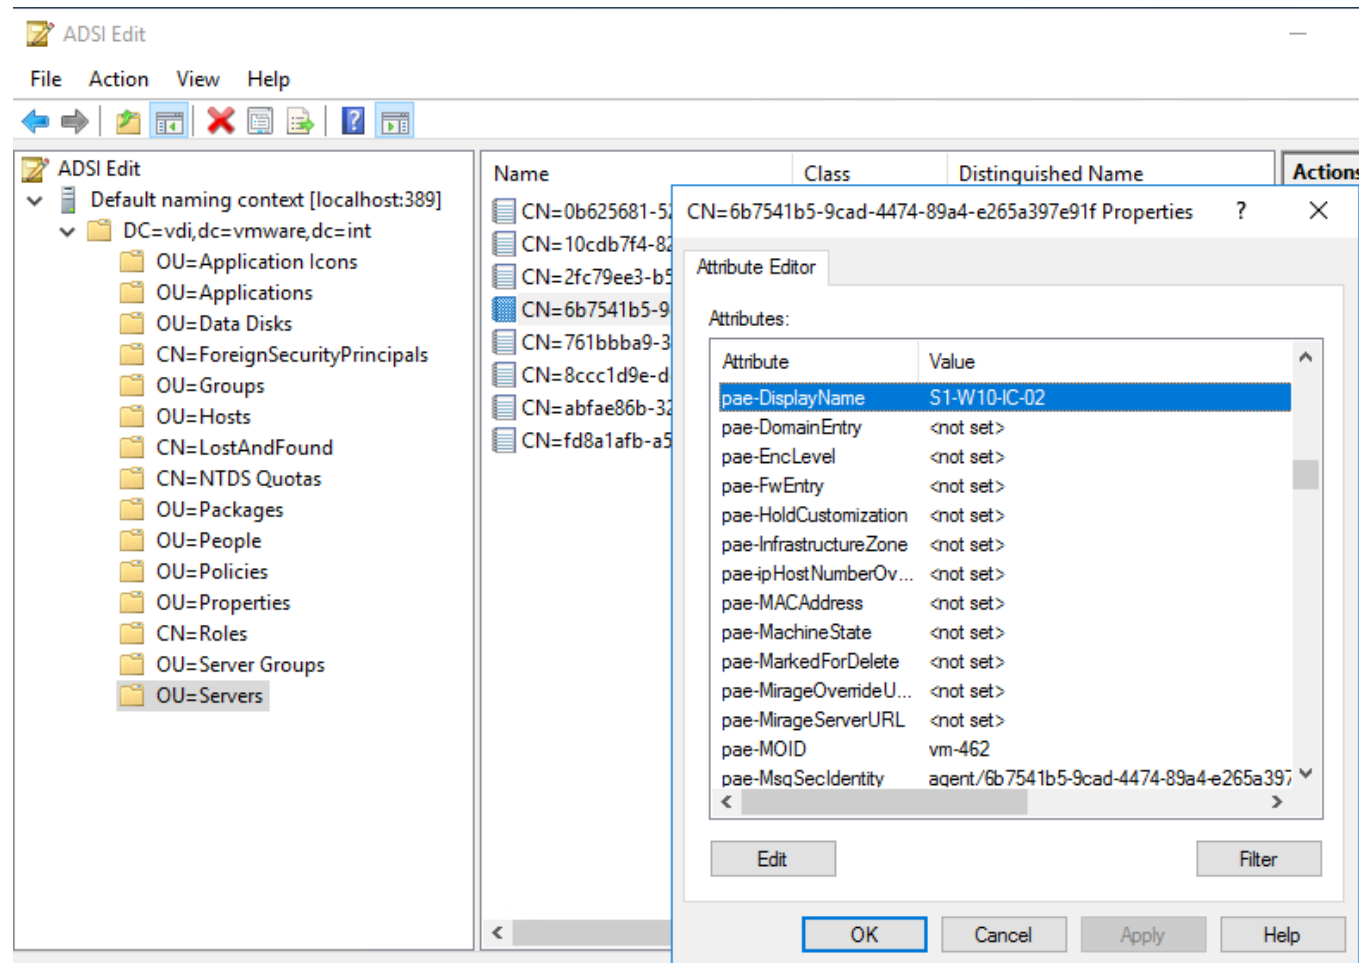 ADSI Edit
File Action View Help
ADSI Edit
Default naming context [localhost:389]
DC=vdi,dc=vmware,dc=int
OU=Application Icons
OU=Applications
OU=Data Disks
CN=ForeignSecurityPrincipals
OU=Groups
OU=Hosts
CN=LostAndFound
CN=NTDS Quotas
OU=Packages
OU=People
OU=Policies
OU=Properties
CN=Roles
OU=Server Groups
OU=Servers
Name Class Distinguished Name
CN=0b625681-52
CN=10cdb7f4-82
CN=2fc79ee3-b5
CN=6b7541b5-9
CN=761bbba9-3
CN=8ccc1d9e-d
CN=abfae86b-32
CN=fd8a1afb-a5
Actions
CN=6b7541b5-9cad-4474-89a4-e265a397e91f Properties ?
Attribute Editor
Attributes:
Attribute Value
pae-DisplayName S1-W10-IC-02
pae-DomainEntry <not set>
pae-EncLevel <not set>
pae-FwEntry <not set>
pae-HoldCustomization <not set>
pae-InfrastructureZone <not set>
pae-ipHostNumberOv... <not set>
pae-MACAddress <not set>
pae-MachineState <not set>
pae-MarkedForDelete <not set>
pae-MirageOverrideU... <not set>
pae-MirageServerURL <not set>
pae-MOID vm-462
pae-MsgSecIdentity agent/6b7541b5-9cad-4474-89a4-e265a397
Edit Filter
OK Cancel Apply Help